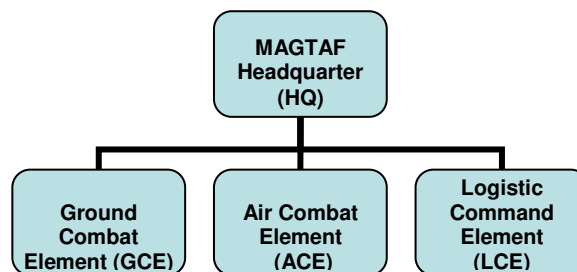 MAGTAF
Headquarter
(HQ)
Ground
Combat
Element (GCE)
Air Combat
Element
(ACE)
Logistic
Command
Element
(LCE)